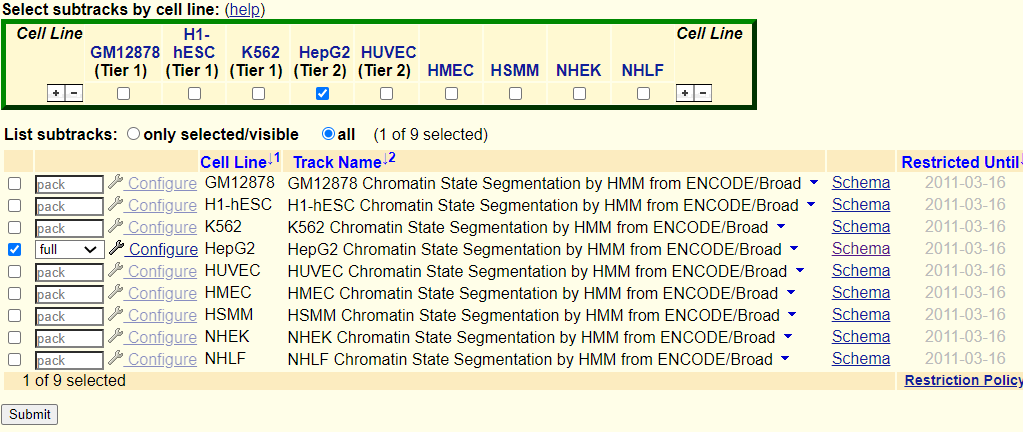 Select subtracks by cell line: (help)
Cell Line GM12878 (Tier 1) H1-hESC (Tier 1) K562 (Tier 1) HepG2 (Tier 2) HUVEC (Tier 2) HMEC HSMM NHEK NHLF Cell Line
+ - + -
List subtracks: only selected/visible all (1 of 9 selected)
Cell Line↓1 Track Name↓2 Restricted Until↓
pack Configure GM12878 GM12878 Chromatin State Segmentation by HMM from ENCODE/Broad Schema 2011-03-16
pack Configure H1-hESC H1-hESC Chromatin State Segmentation by HMM from ENCODE/Broad Schema 2011-03-16
pack Configure K562 K562 Chromatin State Segmentation by HMM from ENCODE/Broad Schema 2011-03-16
full Configure HepG2 HepG2 Chromatin State Segmentation by HMM from ENCODE/Broad Schema 2011-03-16
pack Configure HUVEC HUVEC Chromatin State Segmentation by HMM from ENCODE/Broad Schema 2011-03-16
pack Configure HMEC HMEC Chromatin State Segmentation by HMM from ENCODE/Broad Schema 2011-03-16
pack Configure HSMM HSMM Chromatin State Segmentation by HMM from ENCODE/Broad Schema 2011-03-16
pack Configure NHEK NHEK Chromatin State Segmentation by HMM from ENCODE/Broad Schema 2011-03-16
pack Configure NHLF NHLF Chromatin State Segmentation by HMM from ENCODE/Broad Schema 2011-03-16
1 of 9 selected Restriction Policy
Submit